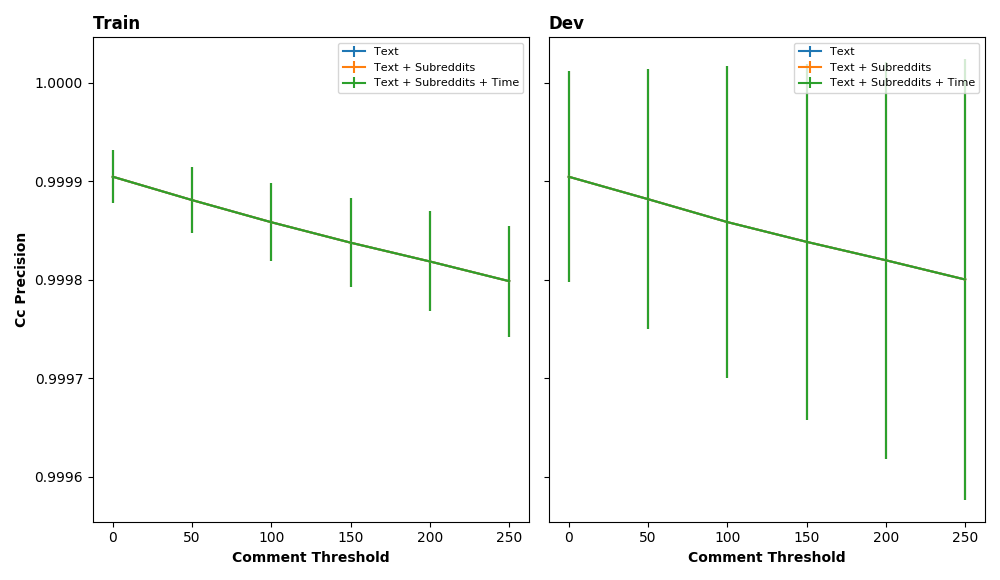 Train
Dev
Text
Text + Subreddits
Text + Subreddits + Time
Text
Text + Subreddits
Text + Subreddits + Time
1.0000
0.9999
0.9998
0.9997
0.9996
Cc Precision
0 50 100 150 200 250
0 50 100 150 200 250
Comment Threshold
Comment Threshold